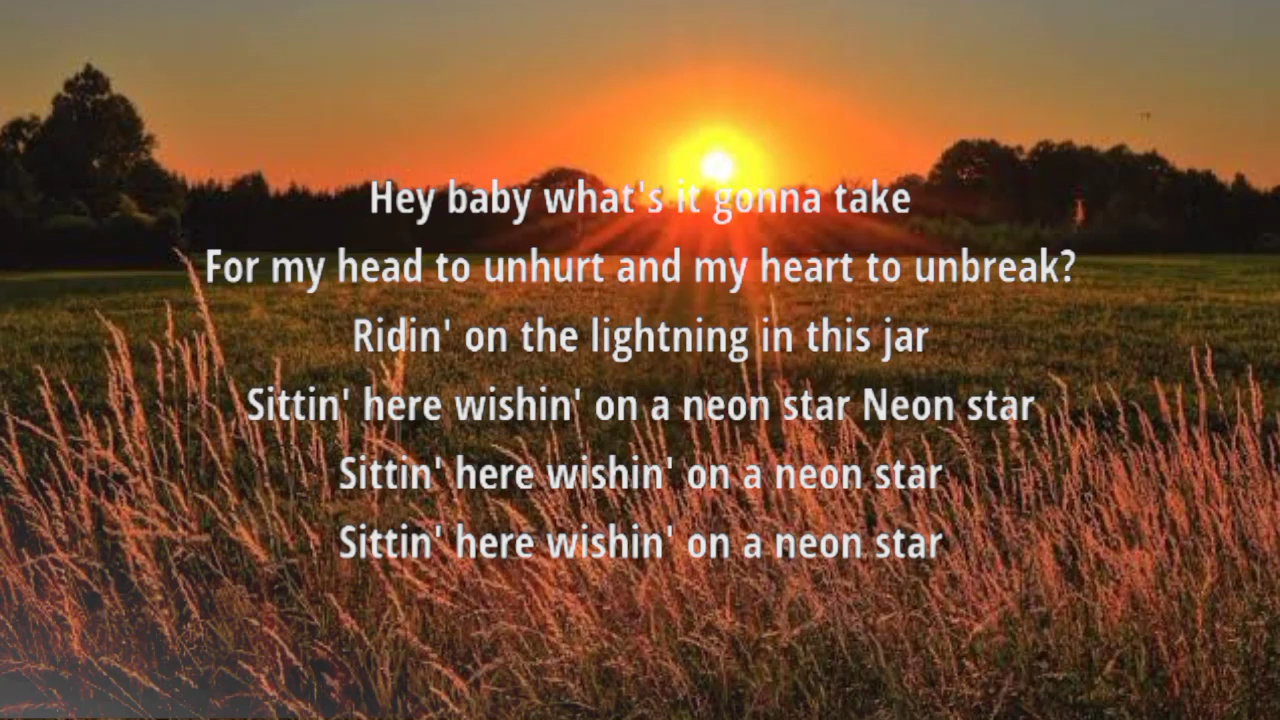 Hey baby what's it gonna take
For my head to unhurt and my heart to unbreak?
Ridin' on the lightning in this jar
Sittin' here wishin' on a neon star Neon star
Sittin' here wishin' on a neon star
Sittin' here wishin' on a neon star